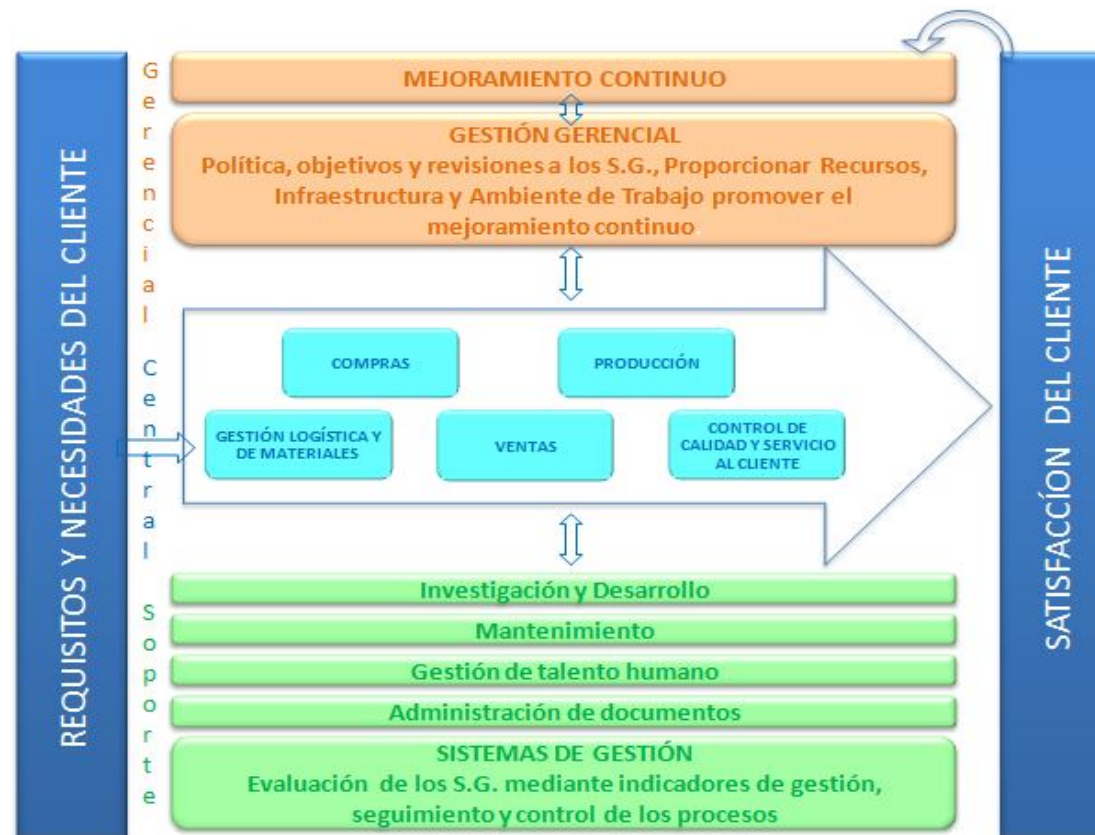 REQUISITOS Y NECESIDADES DEL CLIENTE
Gerencial
MEJORAMIENTO CONTINUO
GESTIÓN GERENCIAL
Política, objetivos y revisiones a los S.G., Proporcionar Recursos,
Infraestructura y Ambiente de Trabajo promover el
mejoramiento continuo
Central
COMPRAS
PRODUCCIÓN
GESTIÓN LOGÍSTICA Y
DE MATERIALES
VENTAS
CONTROL DE
CALIDAD Y SERVICIO
AL CLIENTE
Soporte
Investigación y Desarrollo
Mantenimiento
Gestión de talento humano
Administración de documentos
SISTEMAS DE GESTIÓN
Evaluación de los S.G. mediante indicadores de gestión,
seguimiento y control de los procesos
SATISFACCÍON DEL CLIENTE